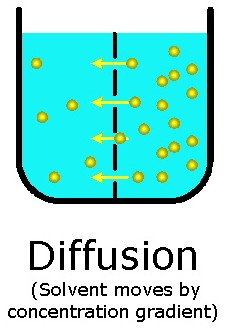 Diffusion
(Solvent moves by
concentration gradient)